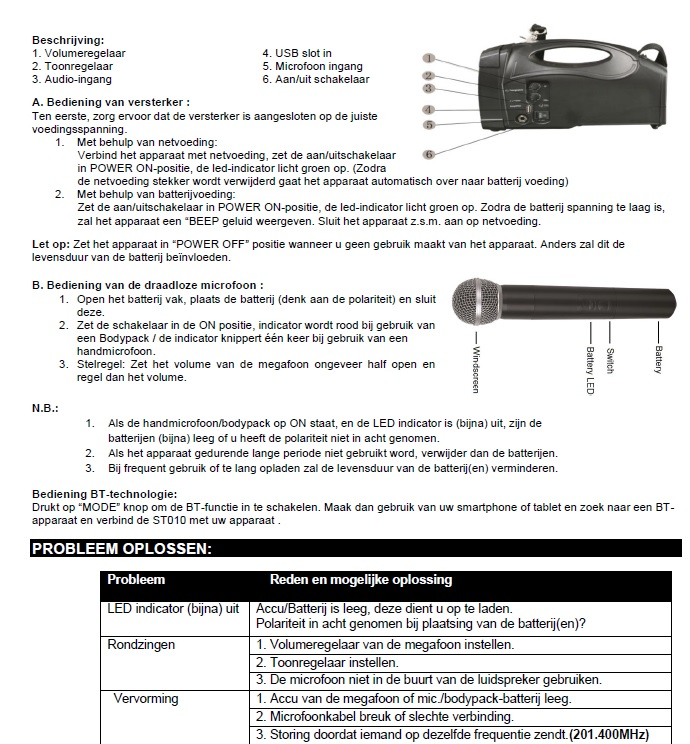 Beschrijving:
1. Volumeregelaar 4. USB slot in
2. Toonregelaar 5. Microfoon ingang
3. Audio-ingang 6. Aan/uit schakelaar
1
2
3
4
5
6
A. Bediening van versterker :
Ten eerste, zorg ervoor dat de versterker is aangesloten op de juiste
voedingsspanning.
1. Met behulp van netvoeding:
Verbind het apparaat met netvoeding, zet de aan/uitschakelaar
in POWER ON-positie, de led-indicator licht groen op. (Zodra
de netvoeding stekker wordt verwijderd gaat het apparaat automatisch over naar batterij voeding)
2. Met behulp van batterijvoeding:
Zet de aan/uitschakelaar in POWER ON-positie, de led-indicator licht groen op. Zodra de batterij spanning te laag is,
zal het apparaat een “BEEP geluid weergeven. Sluit het apparaat z.s.m. aan op netvoeding.
Let op: Zet het apparaat in “POWER OFF” positie wanneer u geen gebruik maakt van het apparaat. Anders zal dit de
levensduur van de batterij beïnvloeden.
B. Bediening van de draadloze microfoon :
1. Open het batterij vak, plaats de batterij (denk aan de polariteit) en sluit
deze.
2. Zet de schakelaar in de ON positie, indicator wordt rood bij gebruik van
een Bodypack / de indicator knippert één keer bij gebruik van een
handmicrofoon.
3. Stelregel: Zet het volume van de megafoon ongeveer half open en
regel dan het volume.
Windscreen
Battery LED
Switch
Battery
N.B.:
1. Als de handmicrofoon/bodypack op ON staat, en de LED indicator is (bijna) uit, zijn de
batterijen (bijna) leeg of u heeft de polariteit niet in acht genomen.
2. Als het apparaat gedurende lange periode niet gebruikt word, verwijder dan de batterijen.
3. Bij frequent gebruik of te lang opladen zal de levensduur van de batterij(en) verminderen.
Bediening BT-technologie:
Drukt op “MODE” knop om de BT-functie in te schakelen. Maak dan gebruik van uw smartphone of tablet en zoek naar een BT-
apparaat en verbind de ST010 met uw apparaat .
PROBLEEM OPLOSSEN:
Probleem Reden en mogelijke oplossing
LED indicator (bijna) uit Accu/Batterij is leeg, deze dient u op te laden.
Polariteit in acht genomen bij plaatsing van de batterij(en)?
Rondzingen 1. Volumeregelaar van de megafoon instellen.
2. Toonregelaar instellen.
3. De microfoon niet in de buurt van de luidspreker gebruiken.
Vervorming 1. Accu van de megafoon of mic./bodypack-batterij leeg.
2. Microfoonkabel breuk of slechte verbinding.
3. Storing doordat iemand op dezelfde frequentie zendt.(201.400MHz)